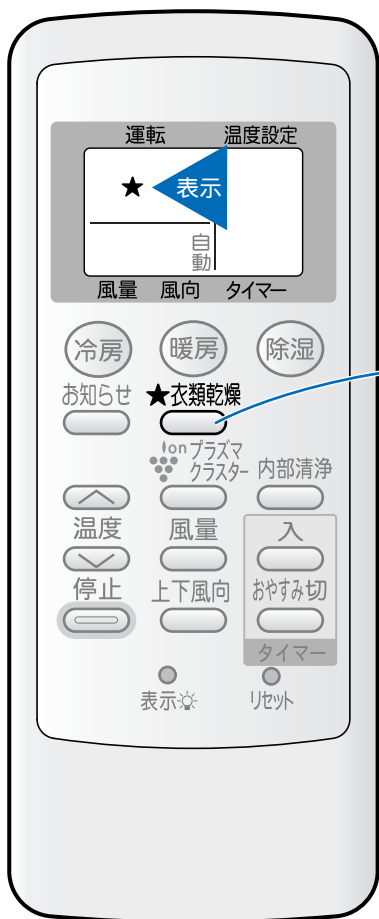 運転 温度設定
★ 表示
自動
風量 風向 タイマー
冷房 暖房 除湿
お知らせ ★衣類乾燥
ion プラズマ
クラスター 内部清浄
温度 風量 入
停止 上下風向 おやすみ切
タイマー
表示 リセット